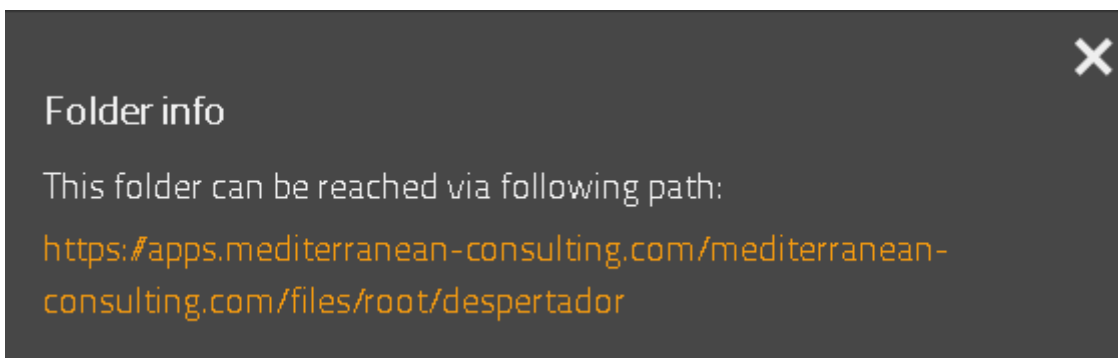 Folder info
This folder can be reached via following path:
https://apps.mediterranean-consulting.com/mediterranean-
consulting.com/files/root/despertador